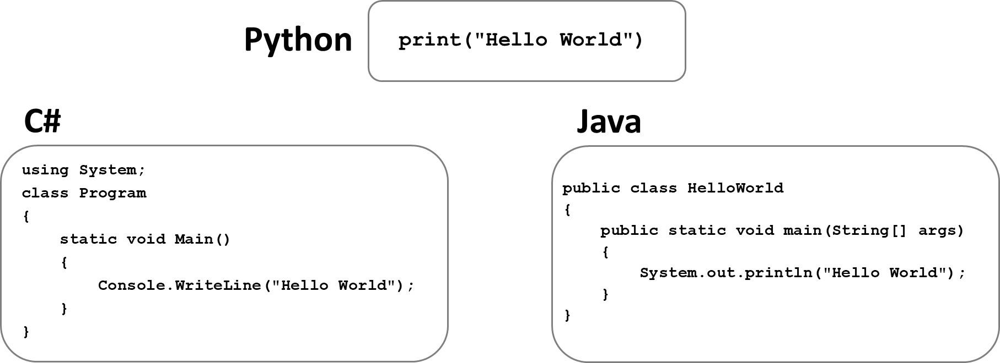 Python
print("Hello World")
C#
using System;
class Program
{
    static void Main()
    {
        Console.WriteLine("Hello World");
    }
}
Java
public class HelloWorld
{
    public static void main(String[] args)
    {
        System.out.println("Hello World");
    }
}